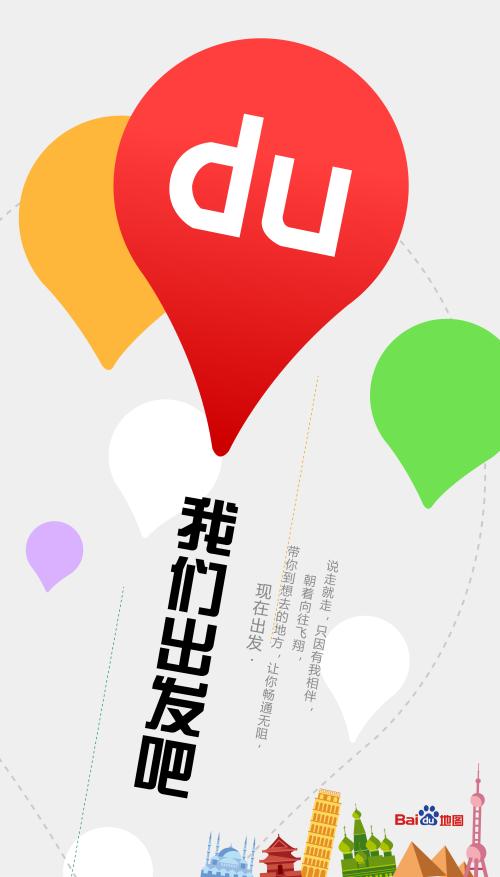 du
我们出发吧
说走就走，只因有我相伴，
朝着向往飞翔，
带你到想去的地方，让你畅通无阻，
现在出发.
Bai du 地图